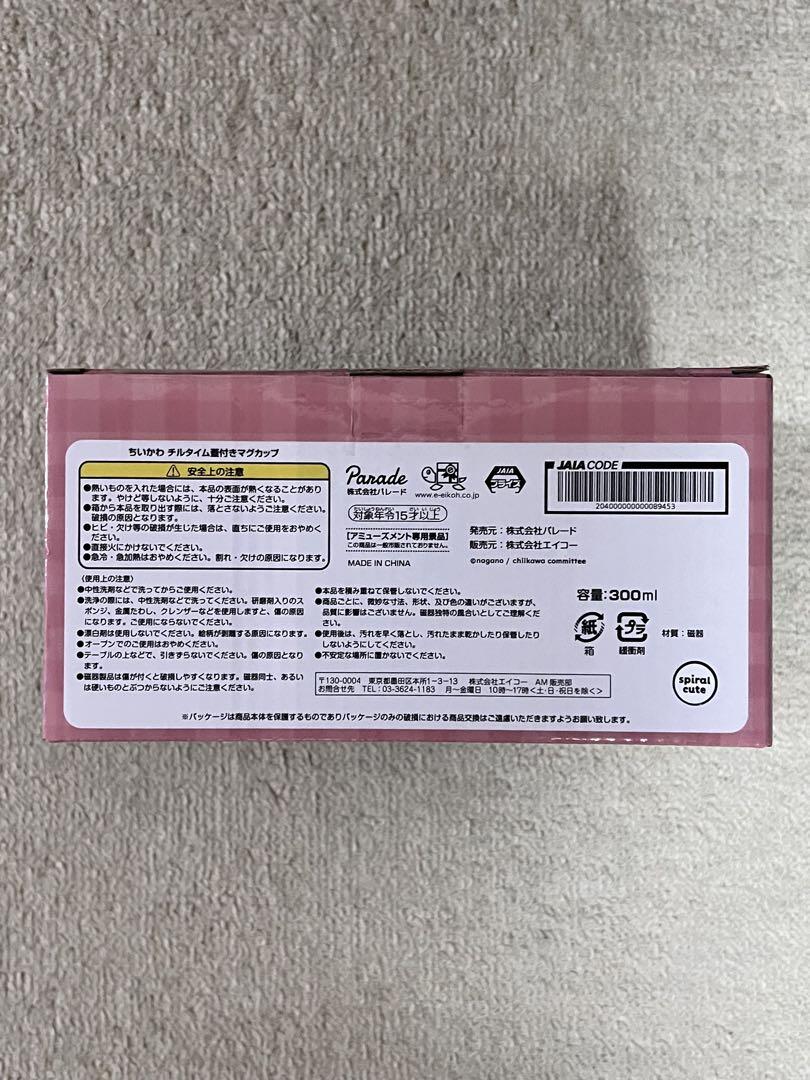 ちいかわ チルタイム蓋付きマグカップ
安全上の注意
●熱いものを入れた場合には、本品の表面が熱くなることがあり
ます。やけど等しないように、十分ご注意ください。
●箱から本品を取り出す際には、落とさないようご注意ください。
破損の原因となります。
●ヒビ・欠け等の破損が生じた場合は、直ちにご使用をおやめく
ださい。
●直接火にかけないでください。
●急冷・急加熱はおやめください。割れ・欠けの原因になります。
Parade
株式会社パレード
www.e-eikoh.co.jp
JAIA
プライズ
たいしょうねんれい さい いじょう
対象年令15才以上
【アミューズメント専用景品】
この商品は一般市販されておりません。
MADE IN CHINA
JAIA CODE
2040000000000089453
発売元：株式会社パレード
販売元：株式会社エイコー
©nagano / chiikawa committee
〈使用上の注意〉
●中性洗剤などで洗ってからご使用ください。
●洗浄の際には、中性洗剤などで洗ってください。研磨剤入りのス
ポンジ、金属たわし、クレンザーなどを使用しますと、傷の原因
になります。ご使用にならないでください。
●漂白剤は使用しないでください。絵柄が剥離する原因になります。
●オーブンでのご使用はおやめください。
●テーブルの上などで、引きずらないでください。傷の原因となり
ます。
●磁器製品は傷が付くと破損しやすくなります。磁器同士、あるい
は硬いものとぶつからないようにご注意ください。
●本品を積み重ねて保管しないでください。
●商品ごとに、微妙な寸法、形状、及び色の違いがございますが、
品質に影響はございません。磁器独特の風合いとしてご理解くだ
さい。
●使用後は、汚れを早く落とし、汚れたまま乾かしたり保管したり
しないようにしてください。
●不安定な場所に置かないでください。
〒130-0004 東京都墨田区本所1-3-13 株式会社エイコー AM販売部
お問合せ先 TEL：03-3624-1183 月〜金曜日 10時〜17時＜土・日・祝日を除く＞
容量：300ml
紙
箱
プラ
緩衝剤
材質：磁器
spiral
cute
※パッケージは商品本体を保護するものでありパッケージのみの破損における商品交換はご遠慮いただきますようお願い致します。